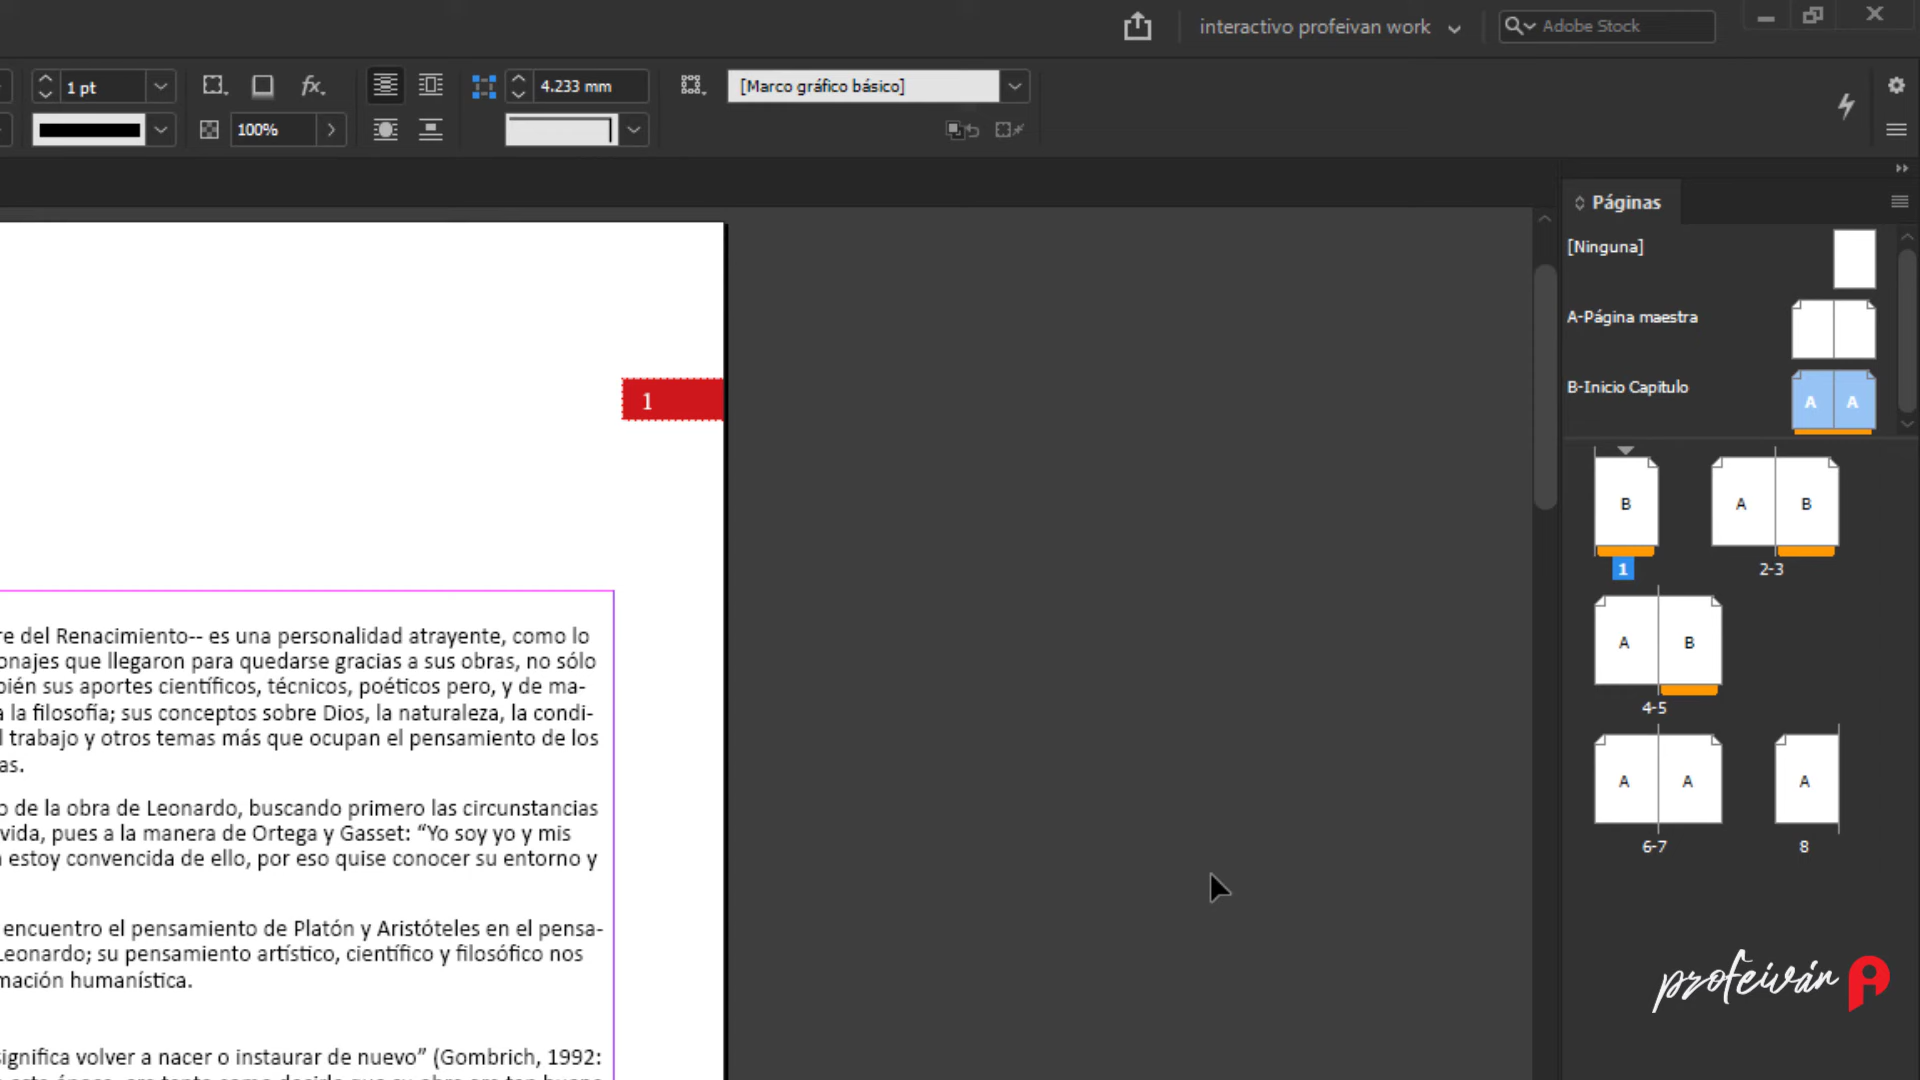 interactivo profeivan work
Adobe Stock
1 pt
fx
4.233 mm
[Marco gráfico básico]
100%
Páginas
[Ninguna]
A-Página maestra
B-Inicio Capitulo
A A
1
B
A B
1
2-3
A B
4-5
A A
A
6-7
8
re del Renacimiento-- es una personalidad atrayente, como lo
onajes que llegaron para quedarse gracias a sus obras, no sólo
bién sus aportes científicos, técnicos, poéticos pero, y de ma-
a la filosofía; sus conceptos sobre Dios, la naturaleza, la condi-
l trabajo y otros temas más que ocupan el pensamiento de los
as.
o de la obra de Leonardo, buscando primero las circunstancias
vida, pues a la manera de Ortega y Gasset: “Yo soy yo y mis
estoy convencida de ello, por eso quise conocer su entorno y
encuentro el pensamiento de Platón y Aristóteles en el pensa-
Leonardo; su pensamiento artístico, científico y filosófico nos
mación humanística.
significa volver a nacer o instaurar de nuevo” (Gombrich, 1992:
profeiván